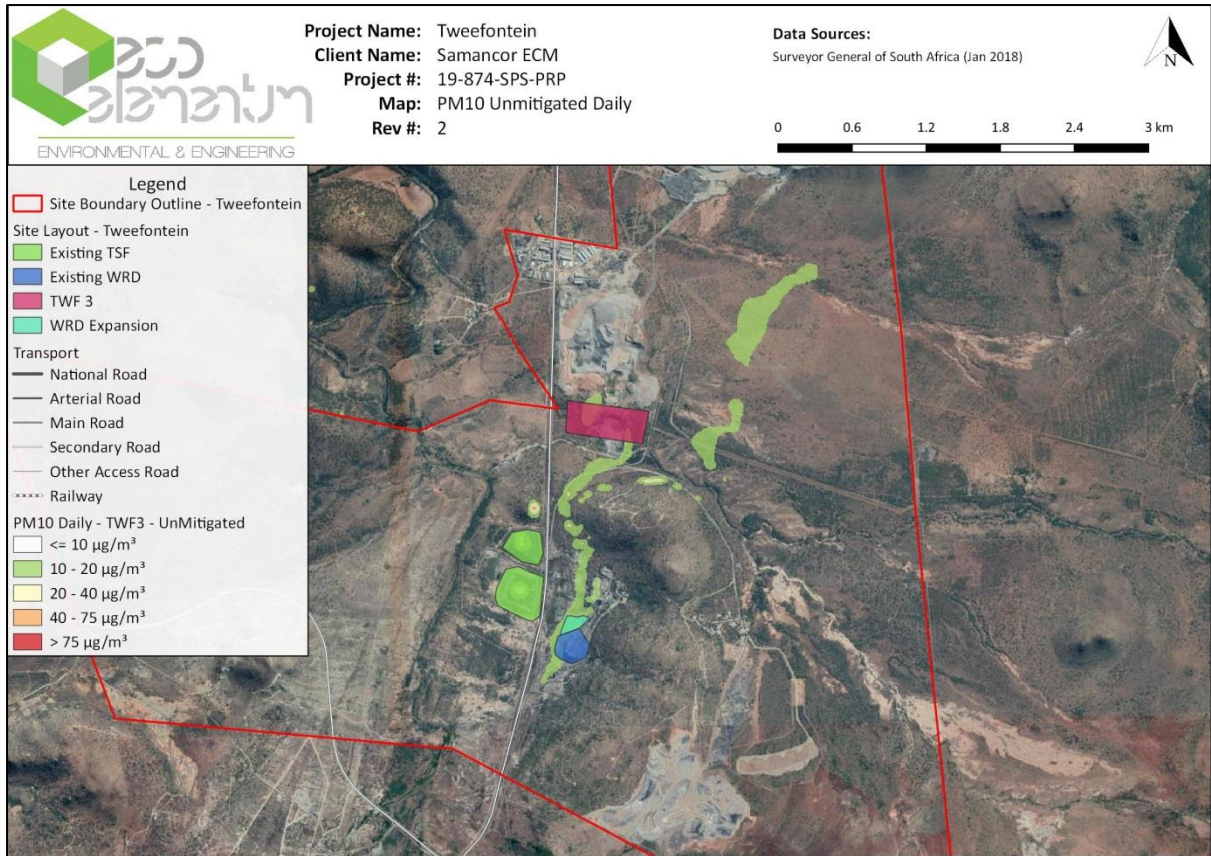 eco
elementum
ENVIRONMENTAL & ENGINEERING
Project Name: Tweefontein
Client Name: Samancor ECM
Project #: 19-874-SPS-PRP
Map: PM10 Unmitigated Daily
Rev #: 2
Data Sources:
Surveyor General of South Africa (Jan 2018)
N
0 0.6 1.2 1.8 2.4 3 km
Legend
Site Boundary Outline - Tweefontein
Site Layout - Tweefontein
Existing TSF
Existing WRD
TWF 3
WRD Expansion
Transport
National Road
Arterial Road
Main Road
Secondary Road
Other Access Road
Railway
PM10 Daily - TWF3 - UnMitigated
<= 10 µg/m³
10 - 20 µg/m³
20 - 40 µg/m³
40 - 75 µg/m³
> 75 µg/m³